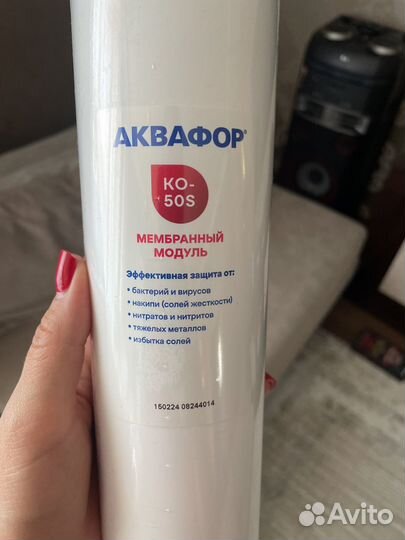 АКВАФОР®
КО-
50S
МЕМБРАННЫЙ
МОДУЛЬ
Эффективная защита от:
• бактерий и вирусов
• накипи (солей жесткости)
• нитратов и нитритов
• тяжелых металлов
• избытка солей
150224 08244014
Avito